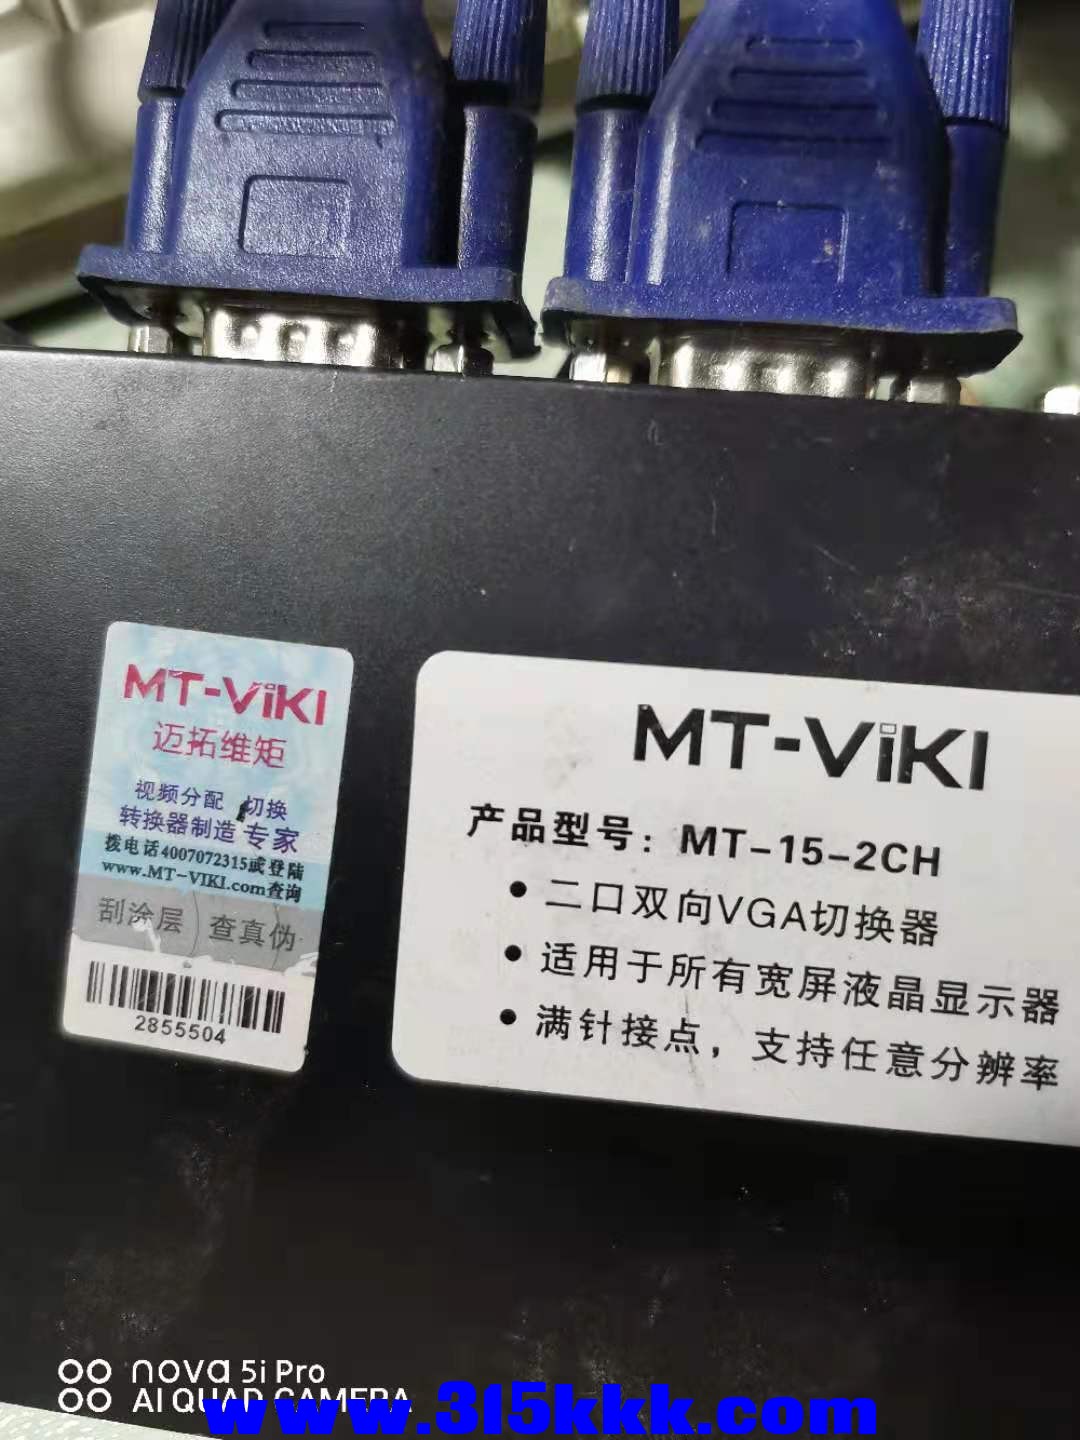 MT-ViKI
迈拓维矩
视频分配 切换
转换器制造 专家
拨电话4007072315或登陆
www.MT-VIKI.com查询
刮涂层 查真伪
2855504
MT-ViKI
产品型号: MT-15-2CH
• 二口双向VGA切换器
• 适用于所有宽屏液晶显示器
• 满针接点，支持任意分辨率
nova 5i Pro
AI QUAD CAMERA
www.315kkk.com